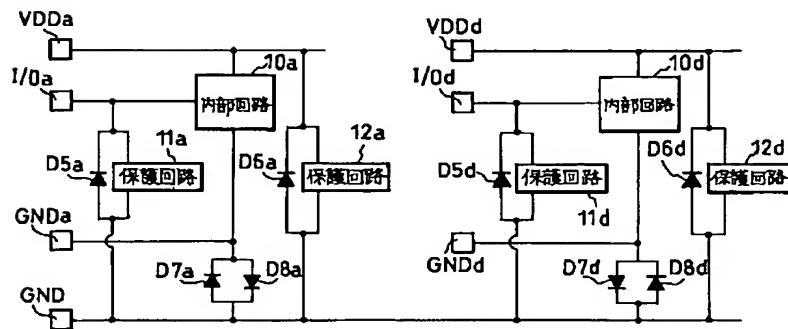 VDDa
10a
I/Oa
内部回路
11a
12a
D5a
保護回路
D6a
保護回路
GNDa
D7a
D8a
GND
VDDd
10d
I/Od
内部回路
D6d
12d
D5d
保護回路
保護回路
11d
GNDd
D7d
D8d